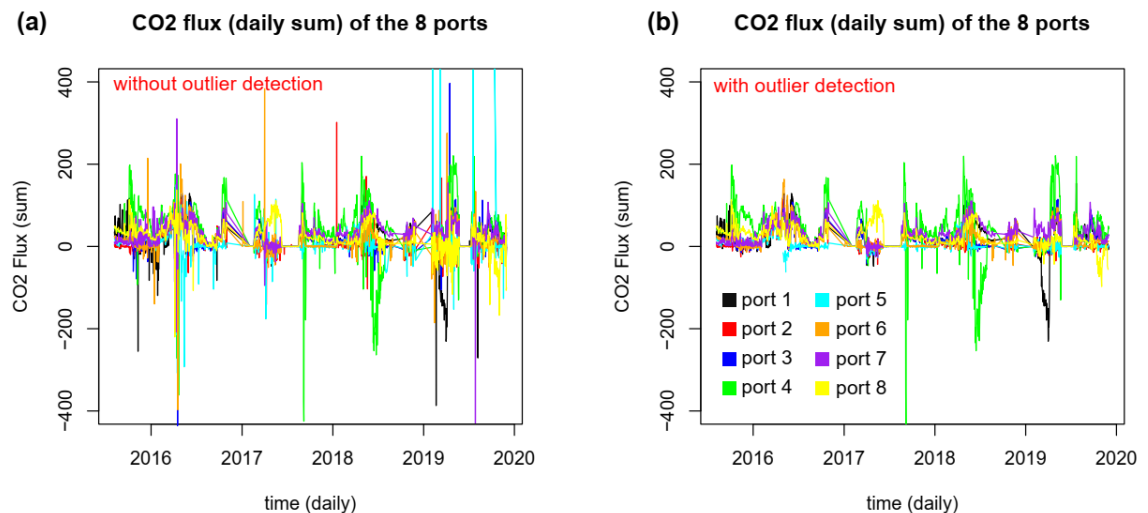 (a)
CO2 flux (daily sum) of the 8 ports
without outlier detection
400
200
0
−200
−400
CO2 Flux (sum)
2016 2017 2018 2019 2020
time (daily)
(b)
CO2 flux (daily sum) of the 8 ports
with outlier detection
400
200
0
−200
−400
CO2 Flux (sum)
port 1 port 5
port 2 port 6
port 3 port 7
port 4 port 8
2016 2017 2018 2019 2020
time (daily)